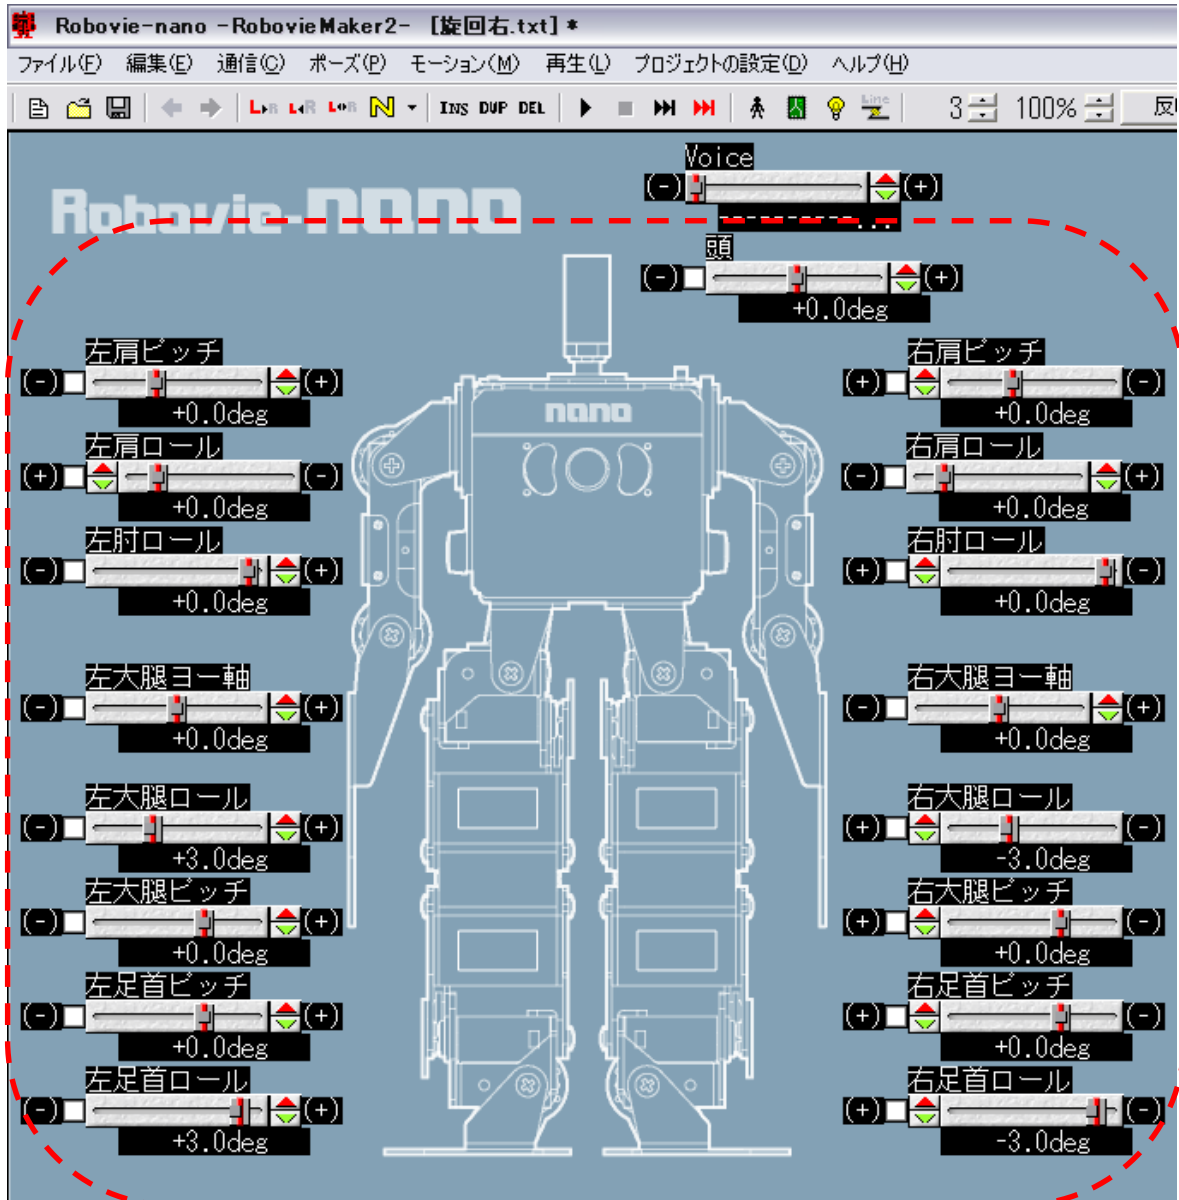 Robovie-nano -RobovieMaker2- [旋回右.txt] *
ファイル(F) 編集(E) 通信(C) ポーズ(P) モーション(M) 再生(L) プロジェクトの設定(D) ヘルプ(H)
L▸R L◂R L◂▸R N INS DUP DEL Line 3 100%
Voice
(-) (+)
----------...
Robovie-nano
頭
(-) (+)
+0.0deg
左肩ピッチ 右肩ピッチ
(-) (+) (+) (-)
+0.0deg +0.0deg
nano
左肩ロール 右肩ロール
(+) (-) (-) (+)
+0.0deg +0.0deg
左肘ロール 右肘ロール
(-) (+) (+) (-)
+0.0deg +0.0deg
左大腿ヨー軸 右大腿ヨー軸
(-) (+) (-) (+)
+0.0deg +0.0deg
左大腿ロール 右大腿ロール
(-) (+) (+) (-)
+3.0deg -3.0deg
左大腿ピッチ 右大腿ピッチ
(-) (+) (+) (-)
+0.0deg +0.0deg
左足首ピッチ 右足首ピッチ
(-) (+) (+) (-)
+0.0deg +0.0deg
左足首ロール 右足首ロール
(-) (+) (+) (-)
+3.0deg -3.0deg